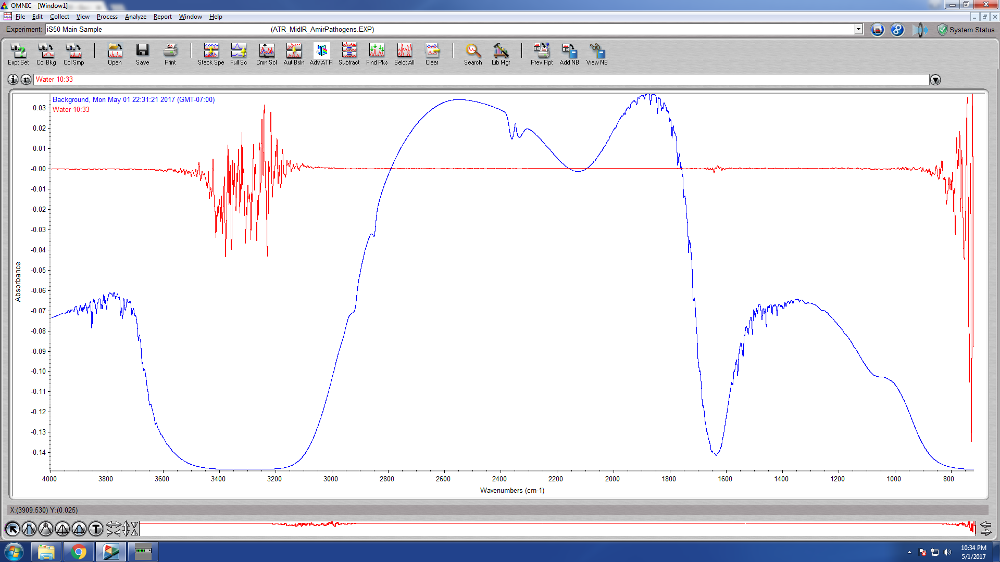 OMNIC - [Window1]
File Edit Collect View Process Analyze Report Window Help
Experiment: iS50 Main Sample (ATR_MidIR_AmirPathogens.EXP) System Status
Expt Set Col Bkg Col Smp Open Save Print Stack Spe Full Sc Cmn Scl Aut Bsln Adv ATR Subtract Find Pks Selct All Clear Search Lib Mgr Prev Rpt Add NB View NB
i r Water 10:33
Background, Mon May 01 22:31:21 2017 (GMT-07:00)
Water 10:33
0.03
0.02
0.01
-0.00
-0.01
-0.02
-0.03
-0.04
-0.05
-0.06
-0.07
-0.08
-0.09
-0.10
-0.11
-0.12
-0.13
-0.14
Absorbance
4000 3800 3600 3400 3200 3000 2800 2600 2400 2200 2000 1800 1600 1400 1200 1000 800
Wavenumbers (cm-1)
X:(3909.530) Y:(0.025)
T
10:34 PM
5/1/2017